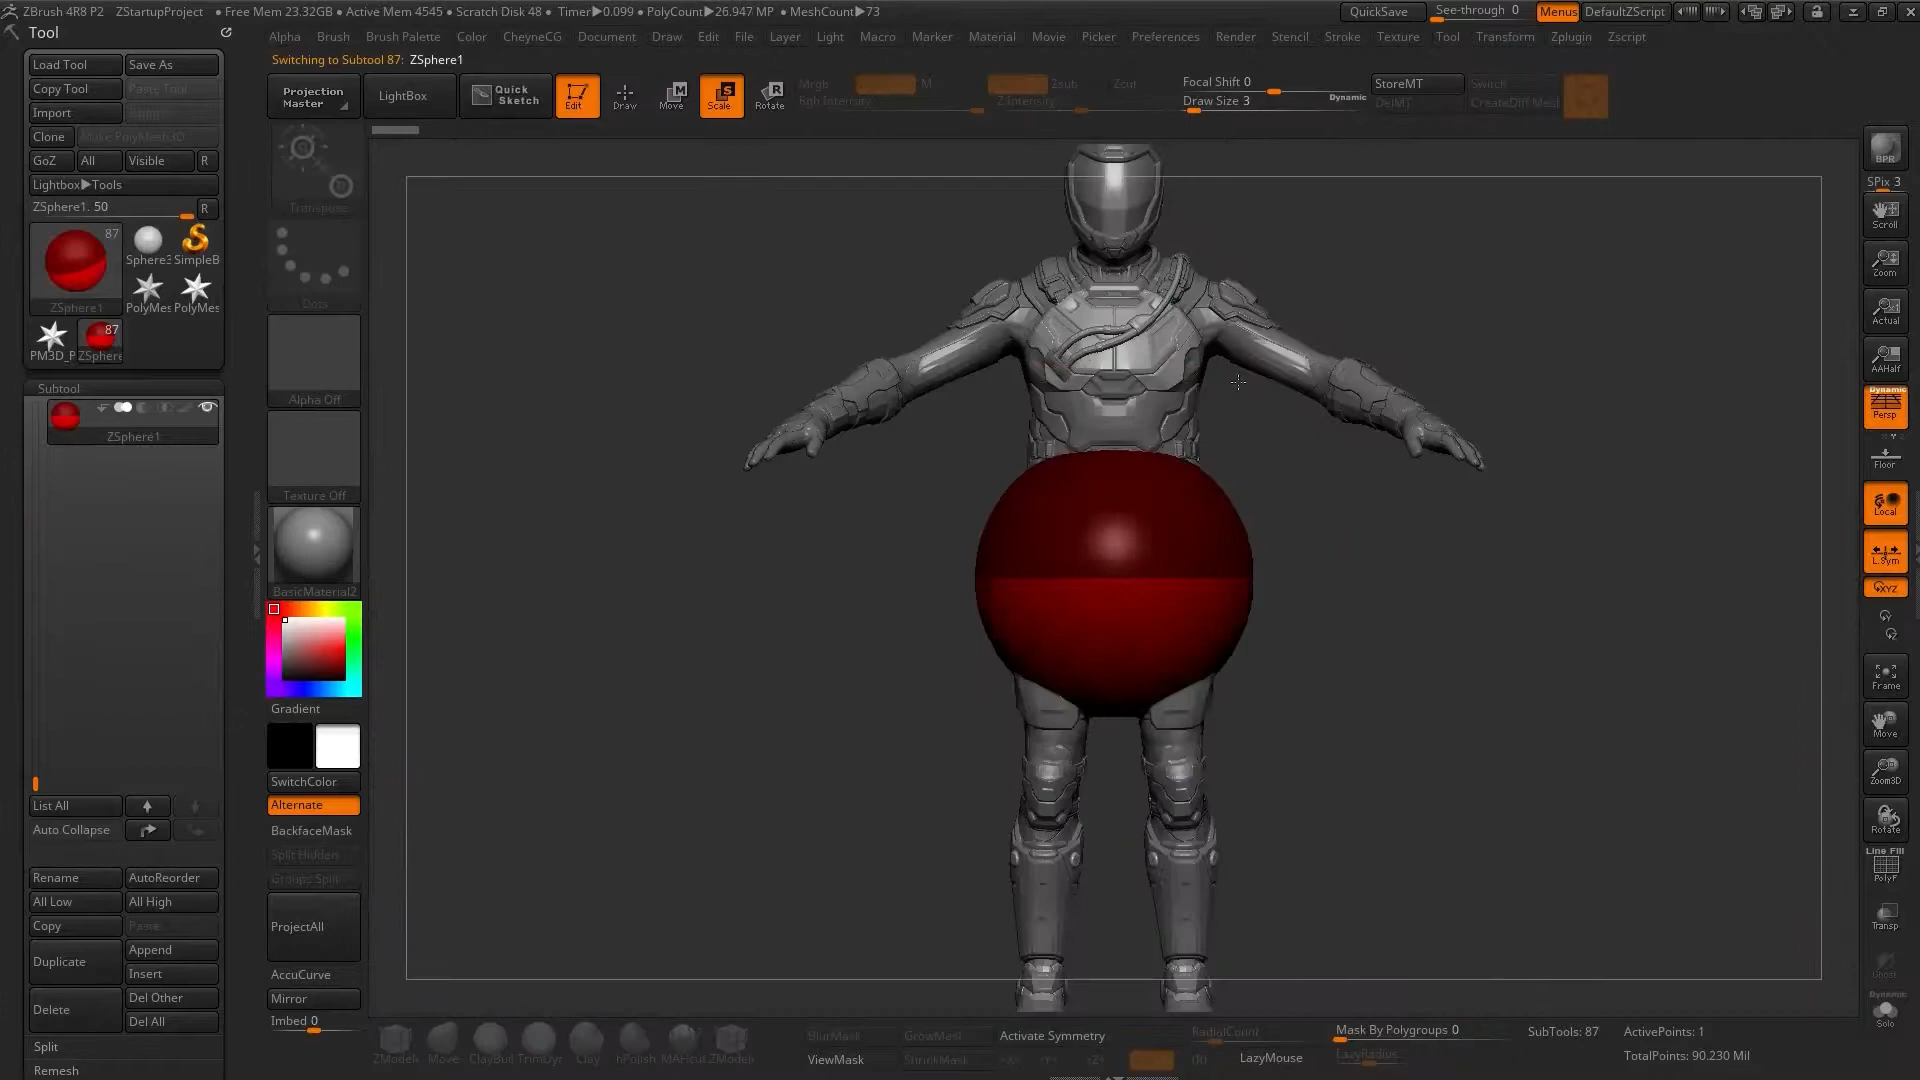 ZBrush 4R8 P2 ZStartupProject ● Free Mem 23.32GB ● Active Mem 4545 ● Scratch Disk 48 ● Timer▶0.099 ● PolyCount▶26.947 MP ● MeshCount▶73 QuickSave See-through 0 Menus DefaultZScript
Tool
Alpha Brush Brush Palette Color CheyneCG Document Draw Edit File Layer Light Macro Marker Material Movie Picker Preferences Render Stencil Stroke Texture Tool Transform Zplugin Zscript
Switching to Subtool 87: ZSphere1
Load Tool Save As
Copy Tool Paste Tool
Import
Clone Make PolyMesh3D
GoZ All Visible R
Lightbox▶Tools
ZSphere1. 50 R
87
Sphere3 SimpleB
ZSphere1 PolyMes PolyMes
87
PM3D_P ZSphere
Projection Master
LightBox
Quick Sketch
Edit Draw Move Scale Rotate
Mrgb M Zsub Zcut
Rgb Intensity Z Intensity
Focal Shift 0
Draw Size 3 Dynamic
StoreMT Switch
DelMT CreateDiff Mesh
Transpose
Dots
Alpha Off
Texture Off
BasicMaterial2
Gradient
SwitchColor
Alternate
BackfaceMask
Split Hidden
Groups Split
ProjectAll
AccuCurve
Mirror
Imbed 0
Subtool
ZSphere1
List All
Auto Collapse
Rename AutoReorder
All Low All High
Copy Paste
Duplicate Append
Insert
Delete Del Other
Del All
Split
Remesh
BPR
SPix 3
Scroll
Zoom
Actual
AAHalf
Dynamic
Persp
Floor
Local
L.Sym
XYZ
Frame
Move
Zoom3D
Rotate
Line Fill
PolyF
Transp
Ghost
Dynamic
Solo
ZModel Move ClayBuil TrimDyn Clay hPolish MAHcut ZModel
BlurMask GrowMask Activate Symmetry RadialCount Mask By Polygroups 0 SubTools: 87 ActivePoints: 1
ViewMask ShrinkMask >X< >Y< >Z< (R) LazyMouse LazyRadius TotalPoints: 90.230 Mil